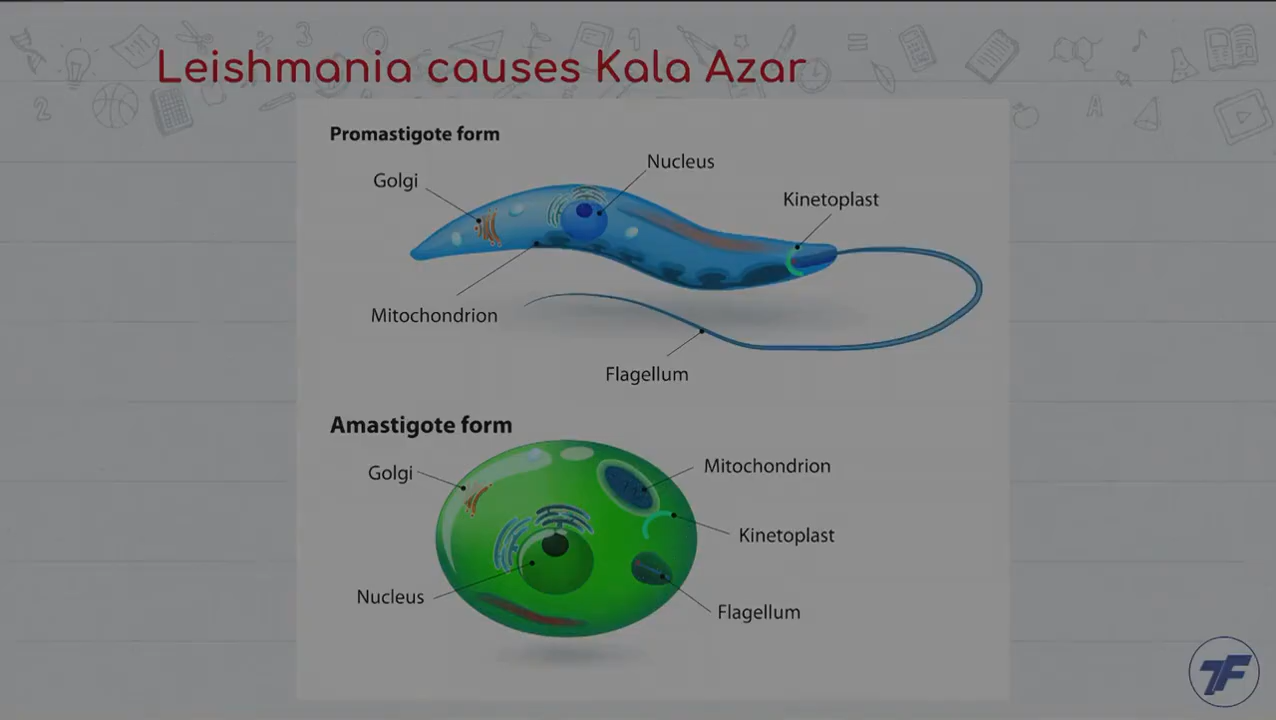 Leishmania causes Kala Azar
Promastigote form
Nucleus
Golgi
Kinetoplast
Mitochondrion
Flagellum
Amastigote form
Golgi
Mitochondrion
Kinetoplast
Nucleus
Flagellum